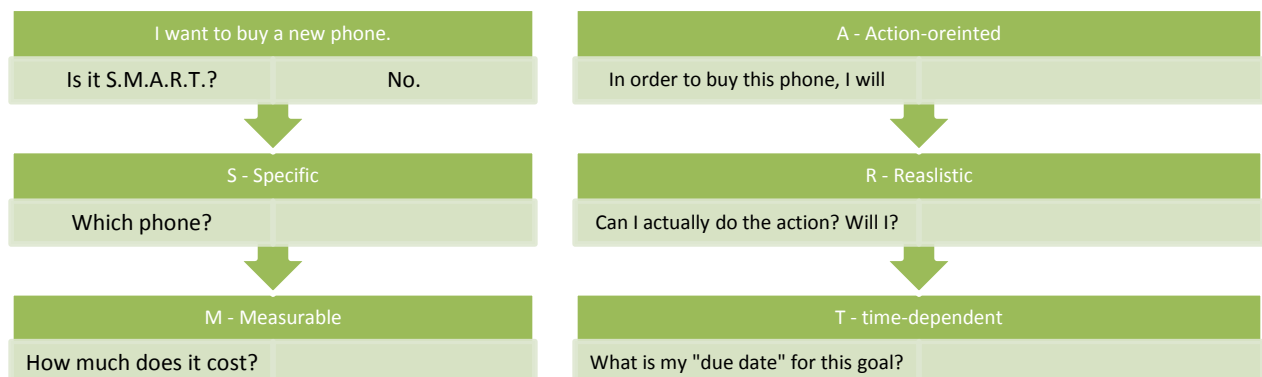 I want to buy a new phone.
Is it S.M.A.R.T.?
No.
S - Specific
Which phone?
M - Measurable
How much does it cost?
A - Action-oreinted
In order to buy this phone, I will
R - Reaslistic
Can I actually do the action? Will I?
T - time-dependent
What is my "due date" for this goal?